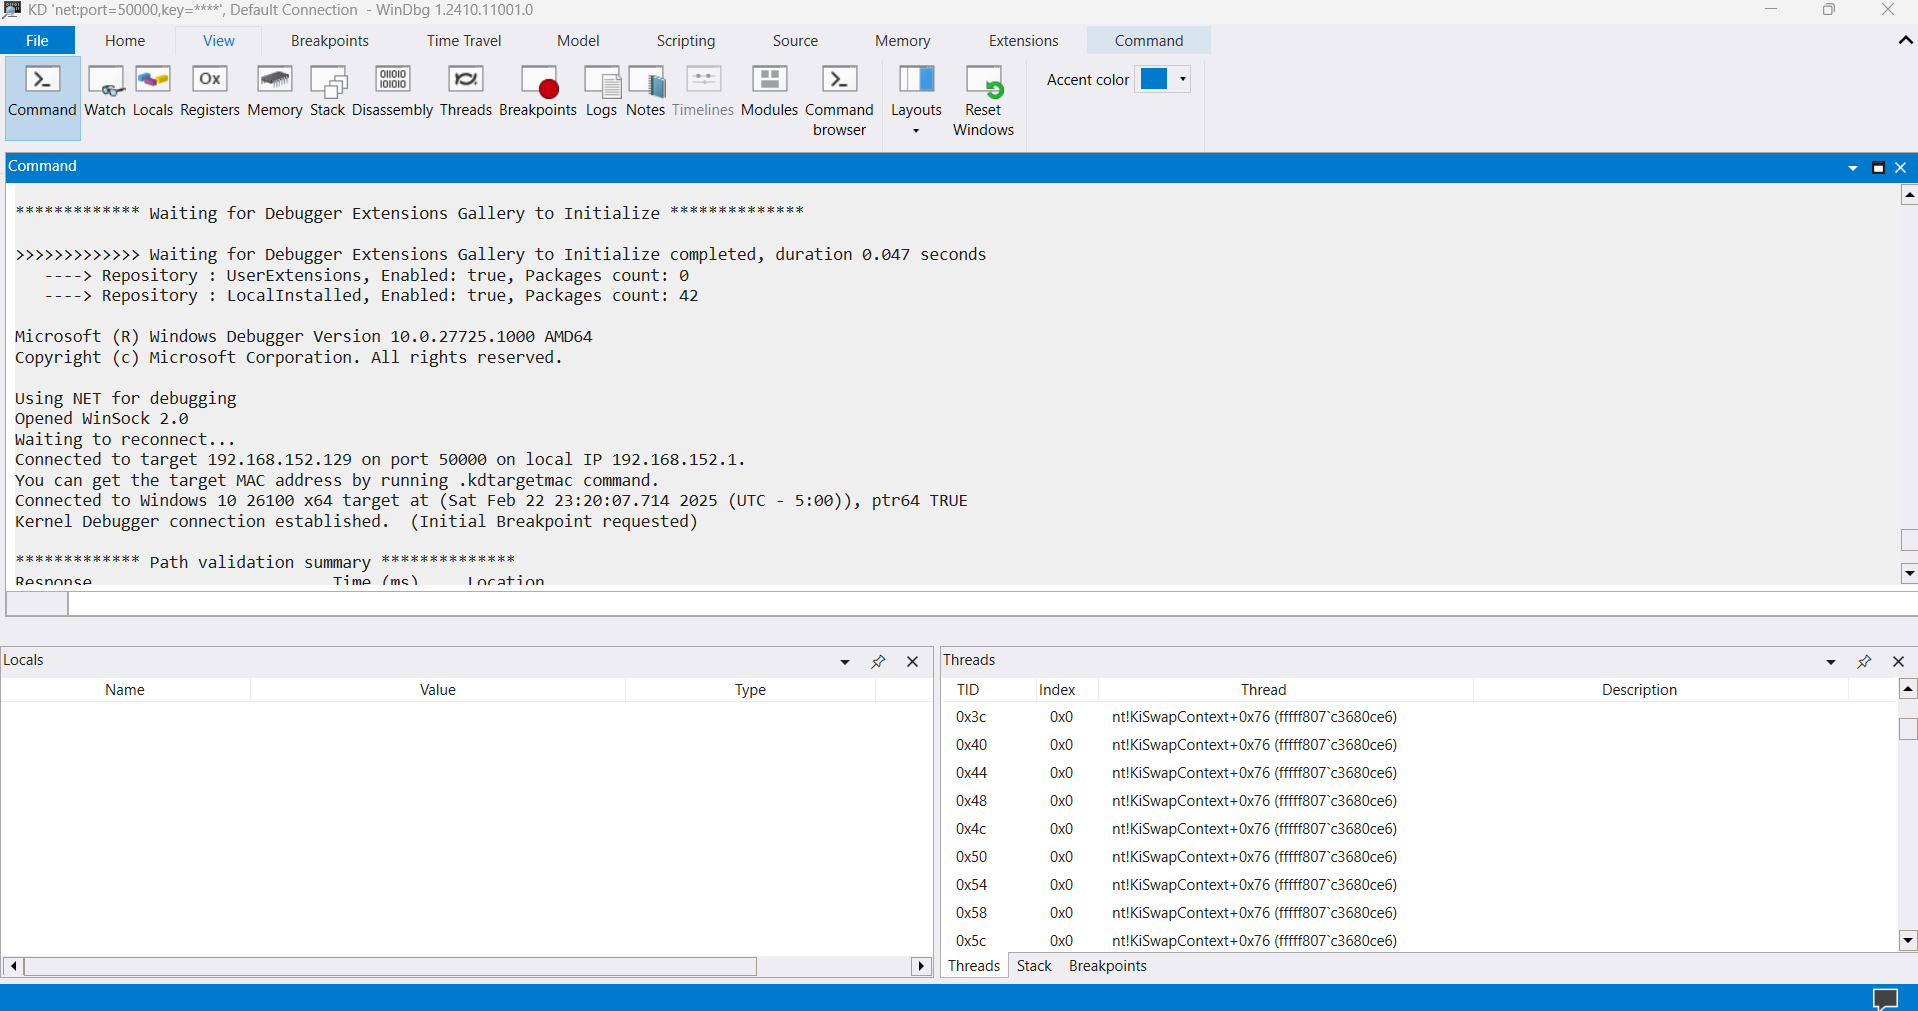 KD 'net:port=50000,key=****', Default Connection - WinDbg 1.2410.11001.0
File Home View Breakpoints Time Travel Model Scripting Source Memory Extensions Command
Command Watch Locals Registers Memory Stack Disassembly Threads Breakpoints Logs Notes Timelines Modules Command browser Layouts Reset Windows Accent color
Command
************* Waiting for Debugger Extensions Gallery to Initialize **************
>>>>>>>>>>>>> Waiting for Debugger Extensions Gallery to Initialize completed, duration 0.047 seconds
----> Repository : UserExtensions, Enabled: true, Packages count: 0
----> Repository : LocalInstalled, Enabled: true, Packages count: 42
Microsoft (R) Windows Debugger Version 10.0.27725.1000 AMD64
Copyright (c) Microsoft Corporation. All rights reserved.
Using NET for debugging
Opened WinSock 2.0
Waiting to reconnect...
Connected to target 192.168.152.129 on port 50000 on local IP 192.168.152.1.
You can get the target MAC address by running .kdtargetmac command.
Connected to Windows 10 26100 x64 target at (Sat Feb 22 23:20:07.714 2025 (UTC - 5:00)), ptr64 TRUE
Kernel Debugger connection established.  (Initial Breakpoint requested)
************* Path validation summary **************
Response Time (ms) Location
Locals
Name Value Type
Threads
TID Index Thread Description
0x3c 0x0 nt!KiSwapContext+0x76 (fffff807`c3680ce6)
0x40 0x0 nt!KiSwapContext+0x76 (fffff807`c3680ce6)
0x44 0x0 nt!KiSwapContext+0x76 (fffff807`c3680ce6)
0x48 0x0 nt!KiSwapContext+0x76 (fffff807`c3680ce6)
0x4c 0x0 nt!KiSwapContext+0x76 (fffff807`c3680ce6)
0x50 0x0 nt!KiSwapContext+0x76 (fffff807`c3680ce6)
0x54 0x0 nt!KiSwapContext+0x76 (fffff807`c3680ce6)
0x58 0x0 nt!KiSwapContext+0x76 (fffff807`c3680ce6)
0x5c 0x0 nt!KiSwapContext+0x76 (fffff807`c3680ce6)
Threads Stack Breakpoints